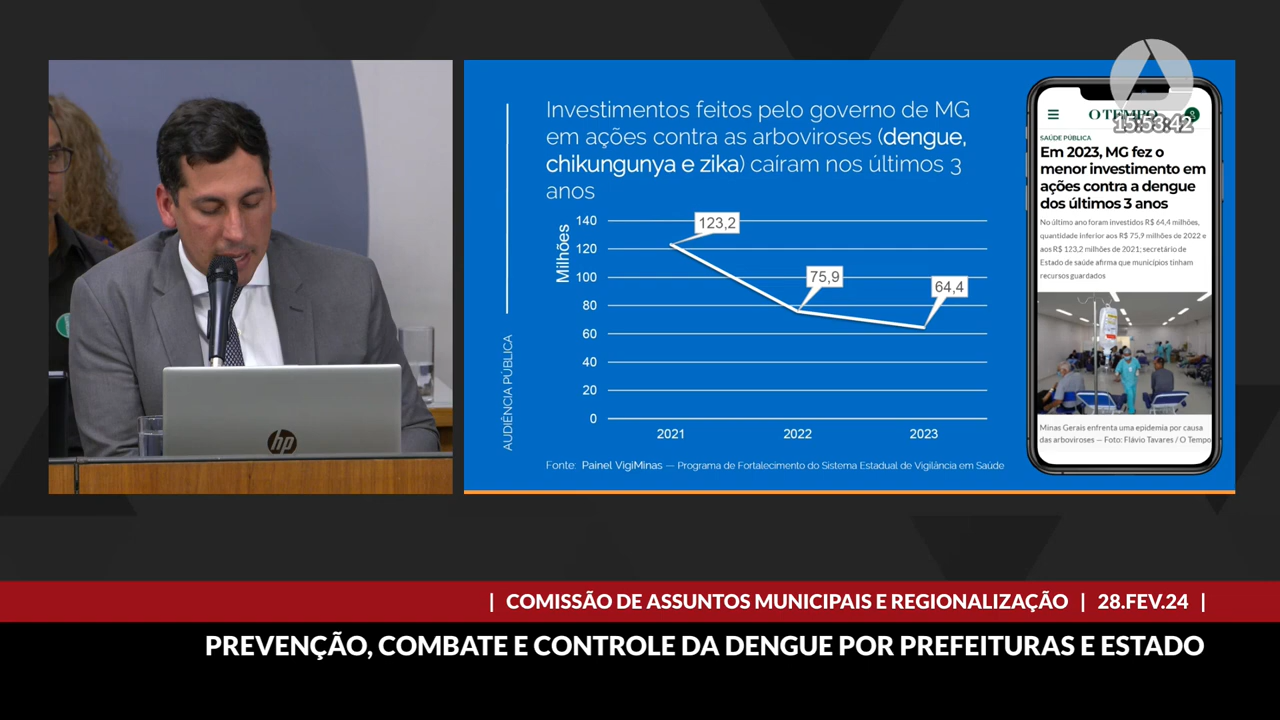 Investimentos feitos pelo governo de MG
em ações contra as arboviroses (dengue,
chikungunya e zika) caíram nos últimos 3
anos
AUDIÊNCIA PÚBLICA
Milhões
140
120
100
80
60
40
20
0
123,2
75,9
64,4
2021 2022 2023
Fonte: Painel VigiMinas — Programa de Fortalecimento do Sistema Estadual de Vigilância em Saúde
O TEMPO
15:53:42
SAÚDE PÚBLICA
Em 2023, MG fez o
menor investimento em
ações contra a dengue
dos últimos 3 anos
No último ano foram investidos R$ 64,4 milhões,
quantidade inferior aos R$ 75,9 milhões de 2022 e
aos R$ 123,2 milhões de 2021; secretário de
Estado de saúde afirma que municípios tinham
recursos guardados
Minas Gerais enfrenta uma epidemia por causa
das arboviroses — Foto: Flávio Tavares / O Tempo
hp
| COMISSÃO DE ASSUNTOS MUNICIPAIS E REGIONALIZAÇÃO | 28.FEV.24 |
PREVENÇÃO, COMBATE E CONTROLE DA DENGUE POR PREFEITURAS E ESTADO